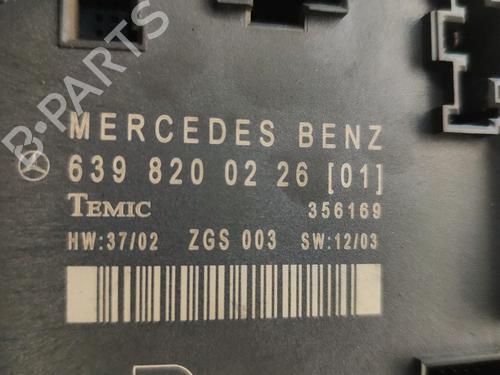 B-PARTS
MERCEDES BENZ
639 820 02 26 [01]
TEMIC 356169
HW:37/02 ZGS 003 SW:12/03